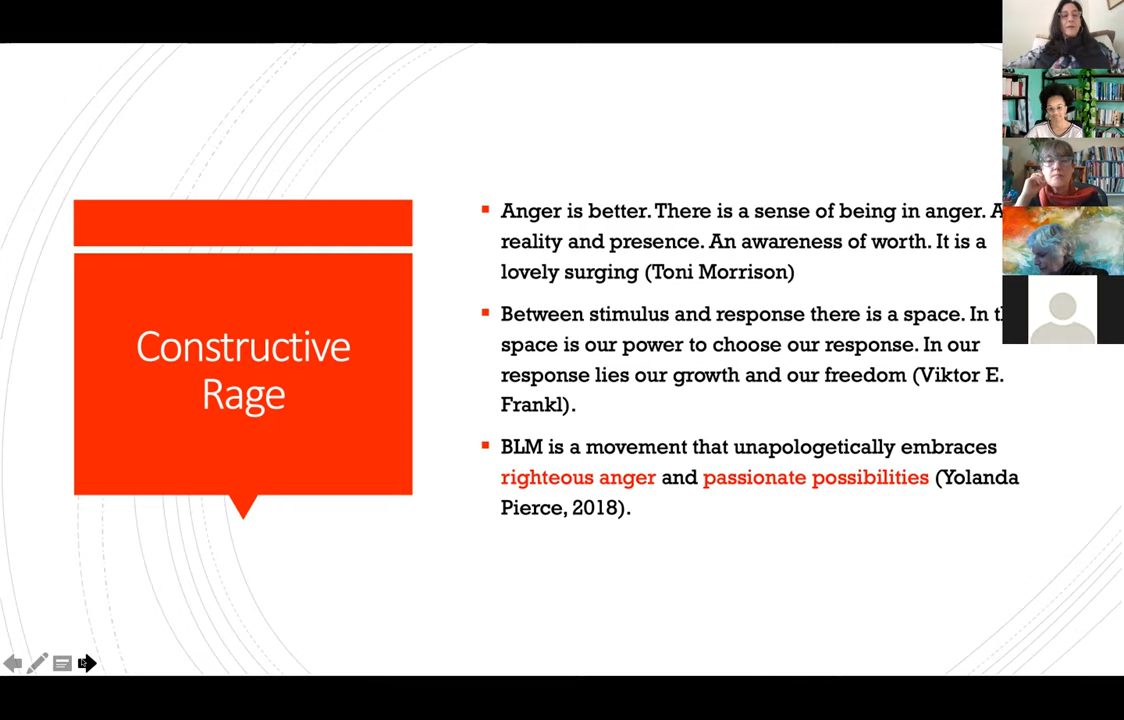 Constructive
Rage
Anger is better. There is a sense of being in anger. A
reality and presence. An awareness of worth. It is a
lovely surging (Toni Morrison)
Between stimulus and response there is a space. In
space is our power to choose our response. In our
response lies our growth and our freedom (Viktor E.
Frankl).
BLM is a movement that unapologetically embraces
righteous anger and passionate possibilities (Yolanda
Pierce, 2018).